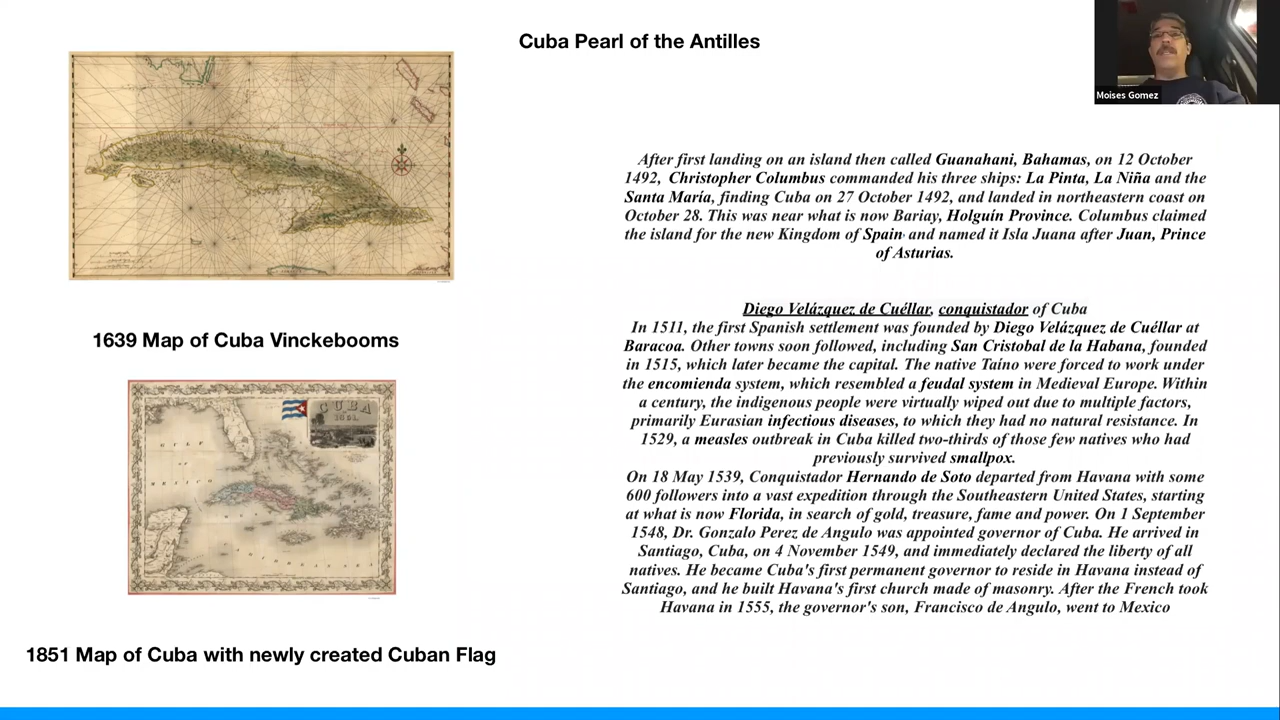 Cuba Pearl of the Antilles
Moises Gomez
1639 Map of Cuba Vinckebooms
CUBA
1851.
GULF
OF
MEXICO
1851 Map of Cuba with newly created Cuban Flag
After first landing on an island then called Guanahani, Bahamas, on 12 October
1492,  Christopher Columbus commanded his three ships: La Pinta, La Niña and the
Santa María, finding Cuba on 27 October 1492, and landed in northeastern coast on
October 28. This was near what is now Bariay, Holguín Province. Columbus claimed
the island for the new Kingdom of Spain and named it Isla Juana after Juan, Prince
of Asturias.
Diego Velázquez de Cuéllar, conquistador of Cuba
In 1511, the first Spanish settlement was founded by Diego Velázquez de Cuéllar at
Baracoa. Other towns soon followed, including San Cristobal de la Habana, founded
in 1515, which later became the capital. The native Taíno were forced to work under
the encomienda system, which resembled a feudal system in Medieval Europe. Within
a century, the indigenous people were virtually wiped out due to multiple factors,
primarily Eurasian infectious diseases, to which they had no natural resistance. In
1529, a measles outbreak in Cuba killed two-thirds of those few natives who had
previously survived smallpox.
On 18 May 1539, Conquistador Hernando de Soto departed from Havana with some
600 followers into a vast expedition through the Southeastern United States, starting
at what is now Florida, in search of gold, treasure, fame and power. On 1 September
1548, Dr. Gonzalo Perez de Angulo was appointed governor of Cuba. He arrived in
Santiago, Cuba, on 4 November 1549, and immediately declared the liberty of all
natives. He became Cuba's first permanent governor to reside in Havana instead of
Santiago, and he built Havana's first church made of masonry. After the French took
Havana in 1555, the governor's son, Francisco de Angulo, went to Mexico